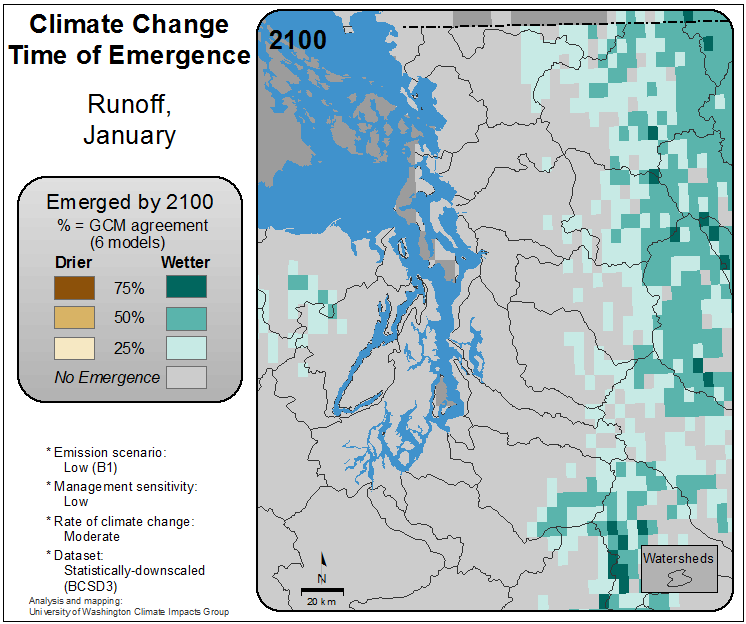 Climate Change
Time of Emergence
Runoff,
January
Emerged by 2100
% = GCM agreement
(6 models)
Drier
Wetter
75%
50%
25%
No Emergence
* Emission scenario:
Low (B1)
* Management sensitivity:
Low
* Rate of climate change:
Moderate
* Dataset:
Statistically-downscaled
(BCSD3)
Analysis and mapping:
University of Washington Climate Impacts Group
2100
N
20 km
Watersheds